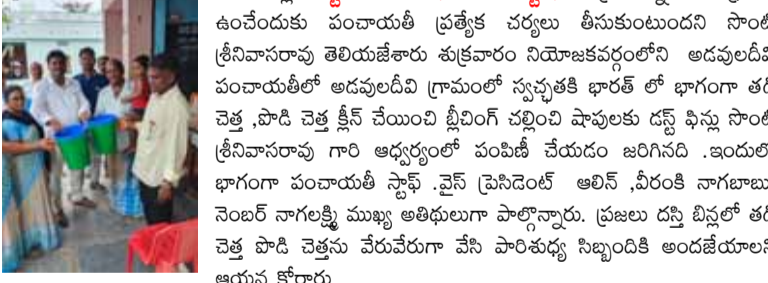 ఉంచేందుకు పంచాయతీ ప్రత్యేక చర్యలు తీసుకుంటుందని సొంటి
శ్రీనివాసరావు తెలియజేశారు శుక్రవారం నియోజకవర్గంలోని అడవులదీవి
పంచాయతీలో అడవులదీవి గ్రామంలో స్వచ్ఛతకి భారత్ లో భాగంగా తడి
చెత్త ,పొడి చెత్త క్లీన్ చేయించి బ్లీచింగ్ చల్లించి షాపులకు డస్ట్ ఫిన్లు సొంటి
శ్రీనివాసరావు గారి ఆధ్వర్యంలో పంపిణీ చేయడం జరిగినది .ఇందులో
భాగంగా పంచాయతీ స్టాఫ్ .వైస్ ప్రెసిడెంట్ ఆలిన్ ,వీరంకి నాగబాబు
నెంబర్ నాగలక్ష్మి ముఖ్య అతిథులుగా పాల్గొన్నారు. ప్రజలు దస్తి బిన్లలో తడి
చెత్త పొడి చెత్తను వేరువేరుగా వేసి పారిశుధ్య సిబ్బందికి అందజేయాలని
ఆయన కోరారు